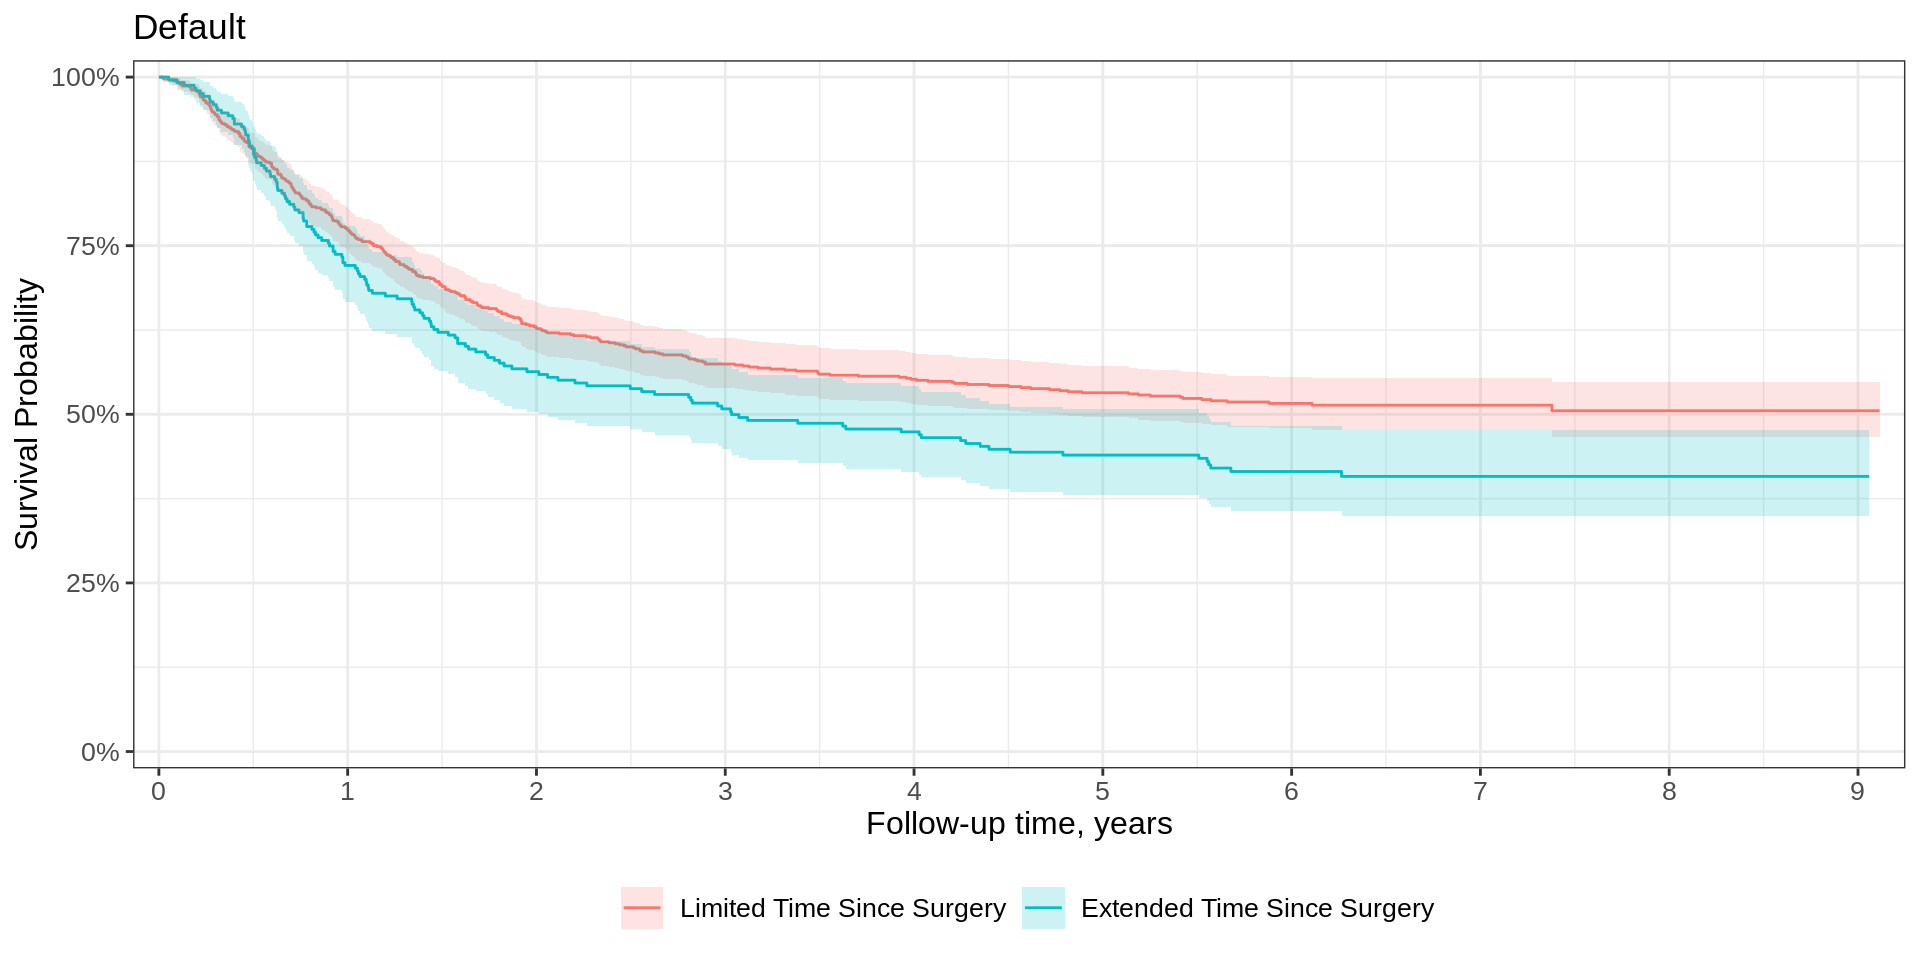 Default
100%
75%
50%
25%
0%
Survival Probability
0 1 2 3 4 5 6 7 8 9
Follow-up time, years
Limited Time Since Surgery Extended Time Since Surgery